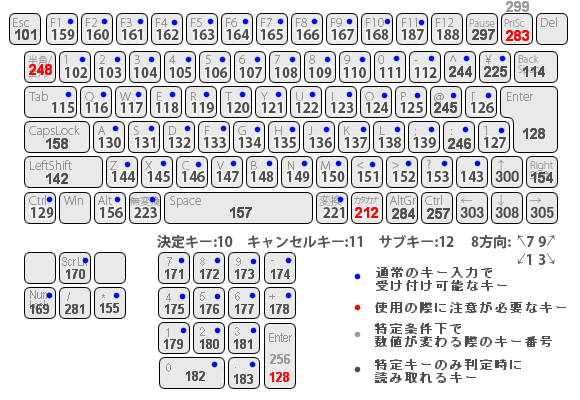 299
Esc 101 F1 159 F2 160 F3 161 F4 162 F5 163 F6 164 F7 165 F8 166 F9 167 F10 168 F11 187 F12 188 Pause 297 PriSc 283 Del
半角/ 248 1 102 2 103 3 104 4 105 5 106 6 107 7 108 8 109 9 110 0 111 - 112 ^ 244 ¥ 225 Back 114
Tab 115 Q 116 W 117 E 118 R 119 T 120 Y 121 U 122 I 123 O 124 P 125 @ 245 [ 126 Enter 128
CapsLock 158 A 130 S 131 D 132 F 133 G 134 H 135 J 136 K 137 L 138 ; 139 : 246 ] 127
LeftShift 142 Z 144 X 145 C 146 V 147 B 148 N 149 M 150 < 151 > 152 ? 153 \ 143 ↑ 300 Right 154
Ctrl 129 Win Alt 156 無変換 223 Space 157 変換 221 カタカナ 212 AltGr 284 Ctrl 257 ← 303 ↓ 308 → 305
決定キー:10 キャンセルキー:11 サブキー:12 8方向: ↖7 9↗
↙1 3↘
ScrLk 170
Num 169 / 281 * 155
7 171 8 172 9 173 - 174
4 175 5 176 6 177 + 178
1 179 2 180 3 181 Enter 256 128
0 182 . 183
通常のキー入力で
受け付け可能なキー
使用の際に注意が必要なキー
特定条件下で
数値が変わる際のキー番号
特定キーのみ判定時に
読み取れるキー